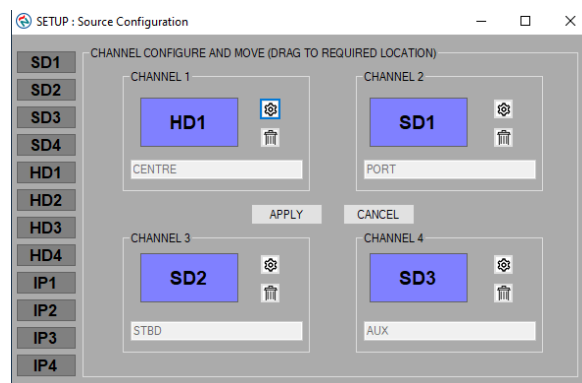 SETUP : Source Configuration
SD1
SD2
SD3
SD4
HD1
HD2
HD3
HD4
IP1
IP2
IP3
IP4
CHANNEL CONFIGURE AND MOVE (DRAG TO REQUIRED LOCATION)
CHANNEL 1
HD1
CENTRE
CHANNEL 2
SD1
PORT
APPLY
CANCEL
CHANNEL 3
SD2
STBD
CHANNEL 4
SD3
AUX